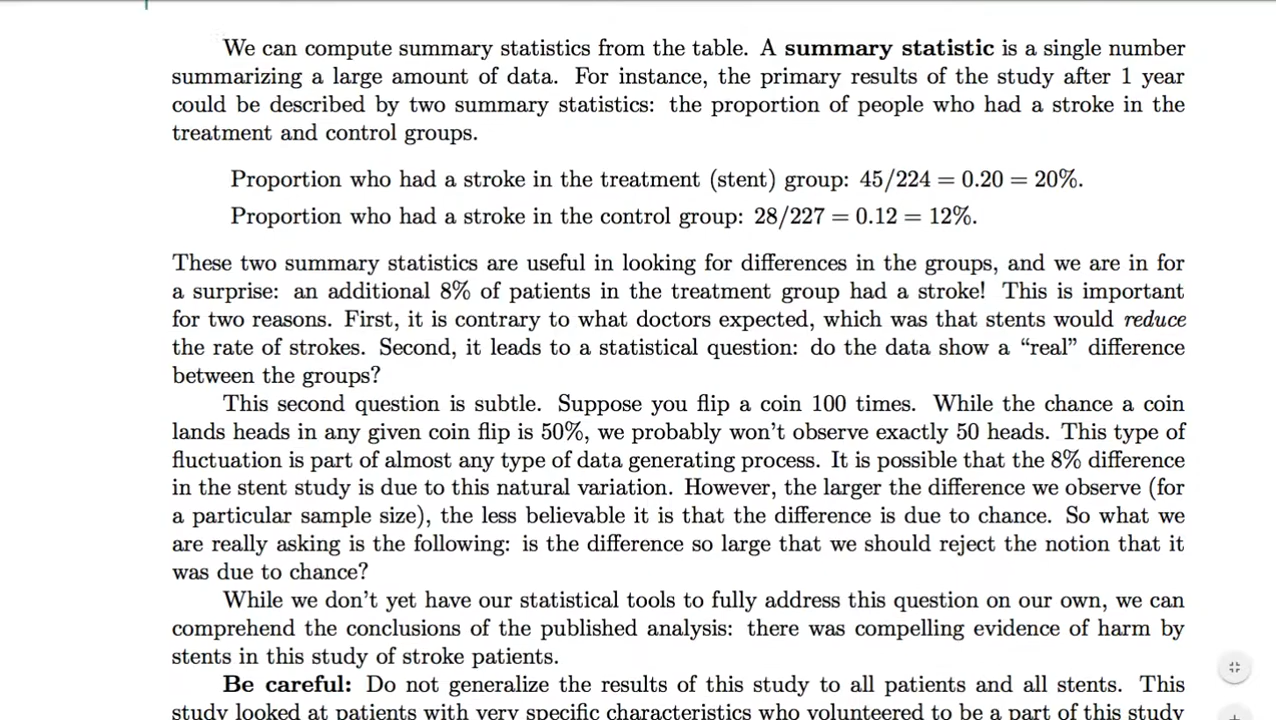 We can compute summary statistics from the table. A summary statistic is a single number
summarizing a large amount of data. For instance, the primary results of the study after 1 year
could be described by two summary statistics: the proportion of people who had a stroke in the
treatment and control groups.
Proportion who had a stroke in the treatment (stent) group: 45/224 = 0.20 = 20%.
Proportion who had a stroke in the control group: 28/227 = 0.12 = 12%.
These two summary statistics are useful in looking for differences in the groups, and we are in for
a surprise: an additional 8% of patients in the treatment group had a stroke! This is important
for two reasons. First, it is contrary to what doctors expected, which was that stents would reduce
the rate of strokes. Second, it leads to a statistical question: do the data show a “real” difference
between the groups?
This second question is subtle. Suppose you flip a coin 100 times. While the chance a coin
lands heads in any given coin flip is 50%, we probably won’t observe exactly 50 heads. This type of
fluctuation is part of almost any type of data generating process. It is possible that the 8% difference
in the stent study is due to this natural variation. However, the larger the difference we observe (for
a particular sample size), the less believable it is that the difference is due to chance. So what we
are really asking is the following: is the difference so large that we should reject the notion that it
was due to chance?
While we don’t yet have our statistical tools to fully address this question on our own, we can
comprehend the conclusions of the published analysis: there was compelling evidence of harm by
stents in this study of stroke patients.
Be careful: Do not generalize the results of this study to all patients and all stents. This
study looked at patients with very specific characteristics who volunteered to be a part of this study